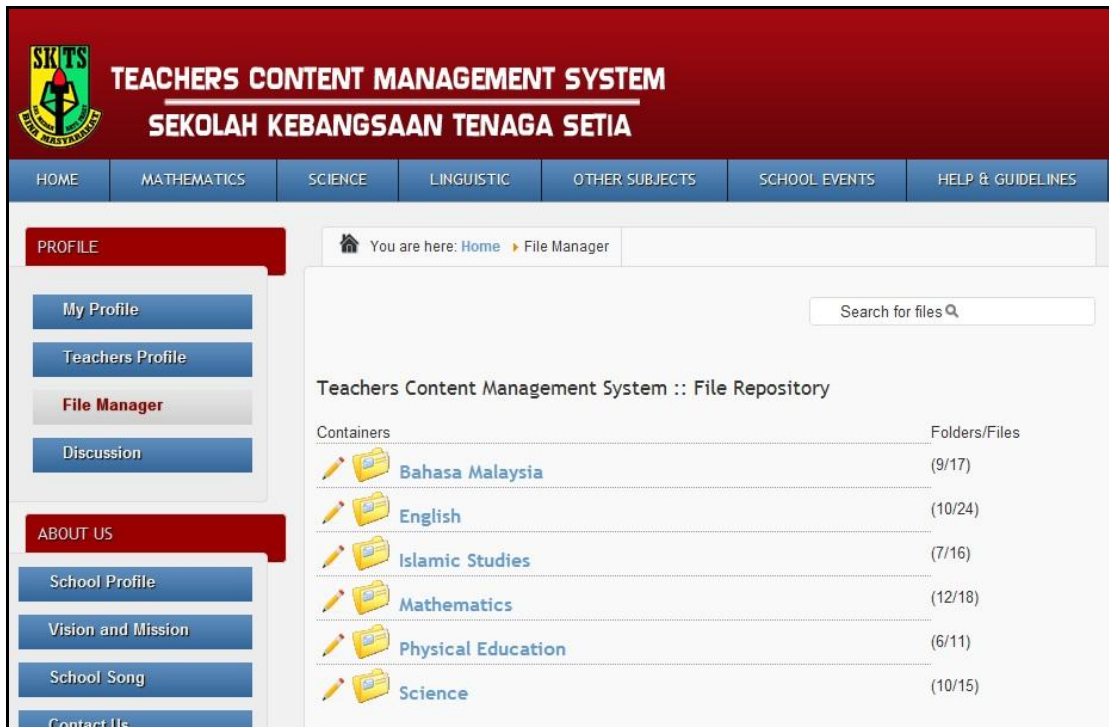 SK TS
BINA MASYARAKAT
TEACHERS CONTENT MANAGEMENT SYSTEM
SEKOLAH KEBANGSAAN TENAGA SETIA
HOME MATHEMATICS SCIENCE LINGUISTIC OTHER SUBJECTS SCHOOL EVENTS HELP & GUIDELINES
PROFILE
My Profile
Teachers Profile
File Manager
Discussion
ABOUT US
School Profile
Vision and Mission
School Song
Contact Us
You are here: Home File Manager
Search for files
Teachers Content Management System :: File Repository
Containers Folders/Files
Bahasa Malaysia (9/17)
English (10/24)
Islamic Studies (7/16)
Mathematics (12/18)
Physical Education (6/11)
Science (10/15)